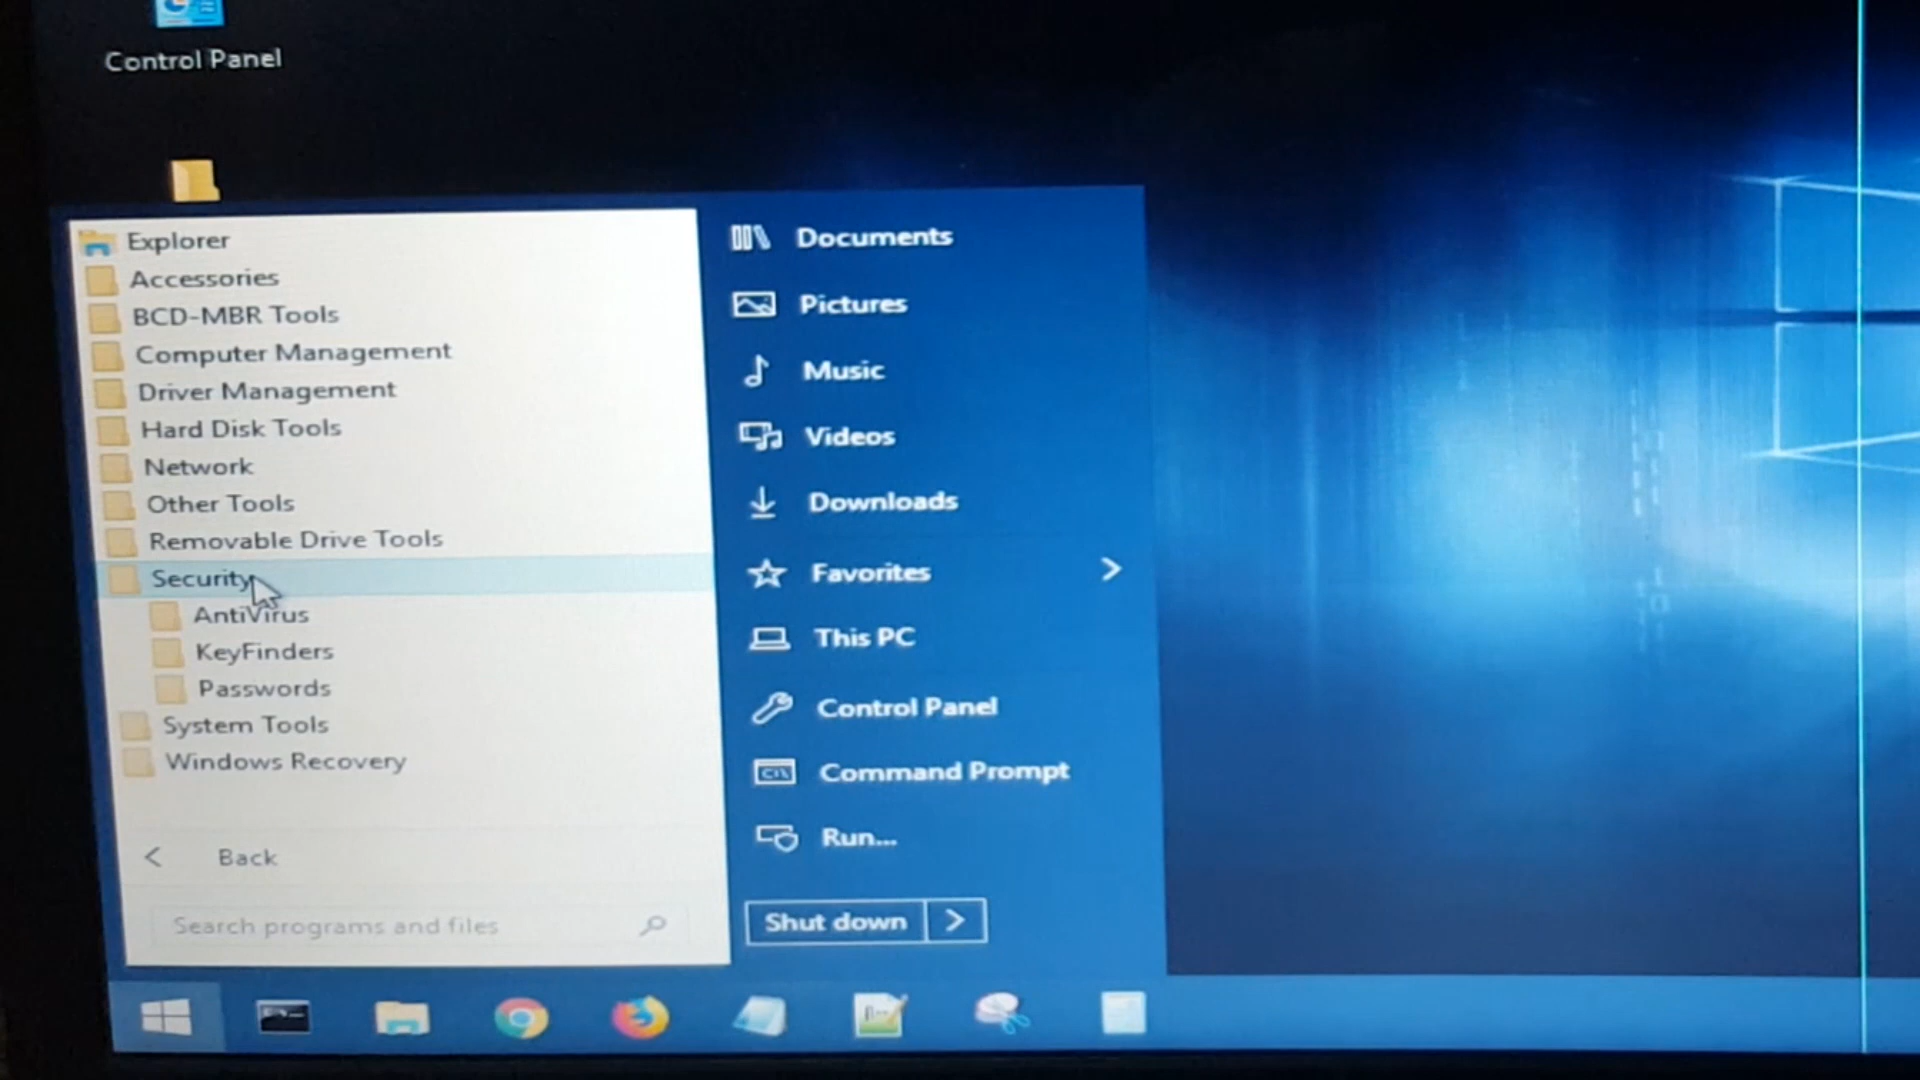 Control Panel
Explorer
Accessories
BCD-MBR Tools
Computer Management
Driver Management
Hard Disk Tools
Network
Other Tools
Removable Drive Tools
Security
AntiVirus
KeyFinders
Passwords
System Tools
Windows Recovery
Back
Search programs and files
Documents
Pictures
Music
Videos
Downloads
Favorites
This PC
Control Panel
Command Prompt
Run...
Shut down